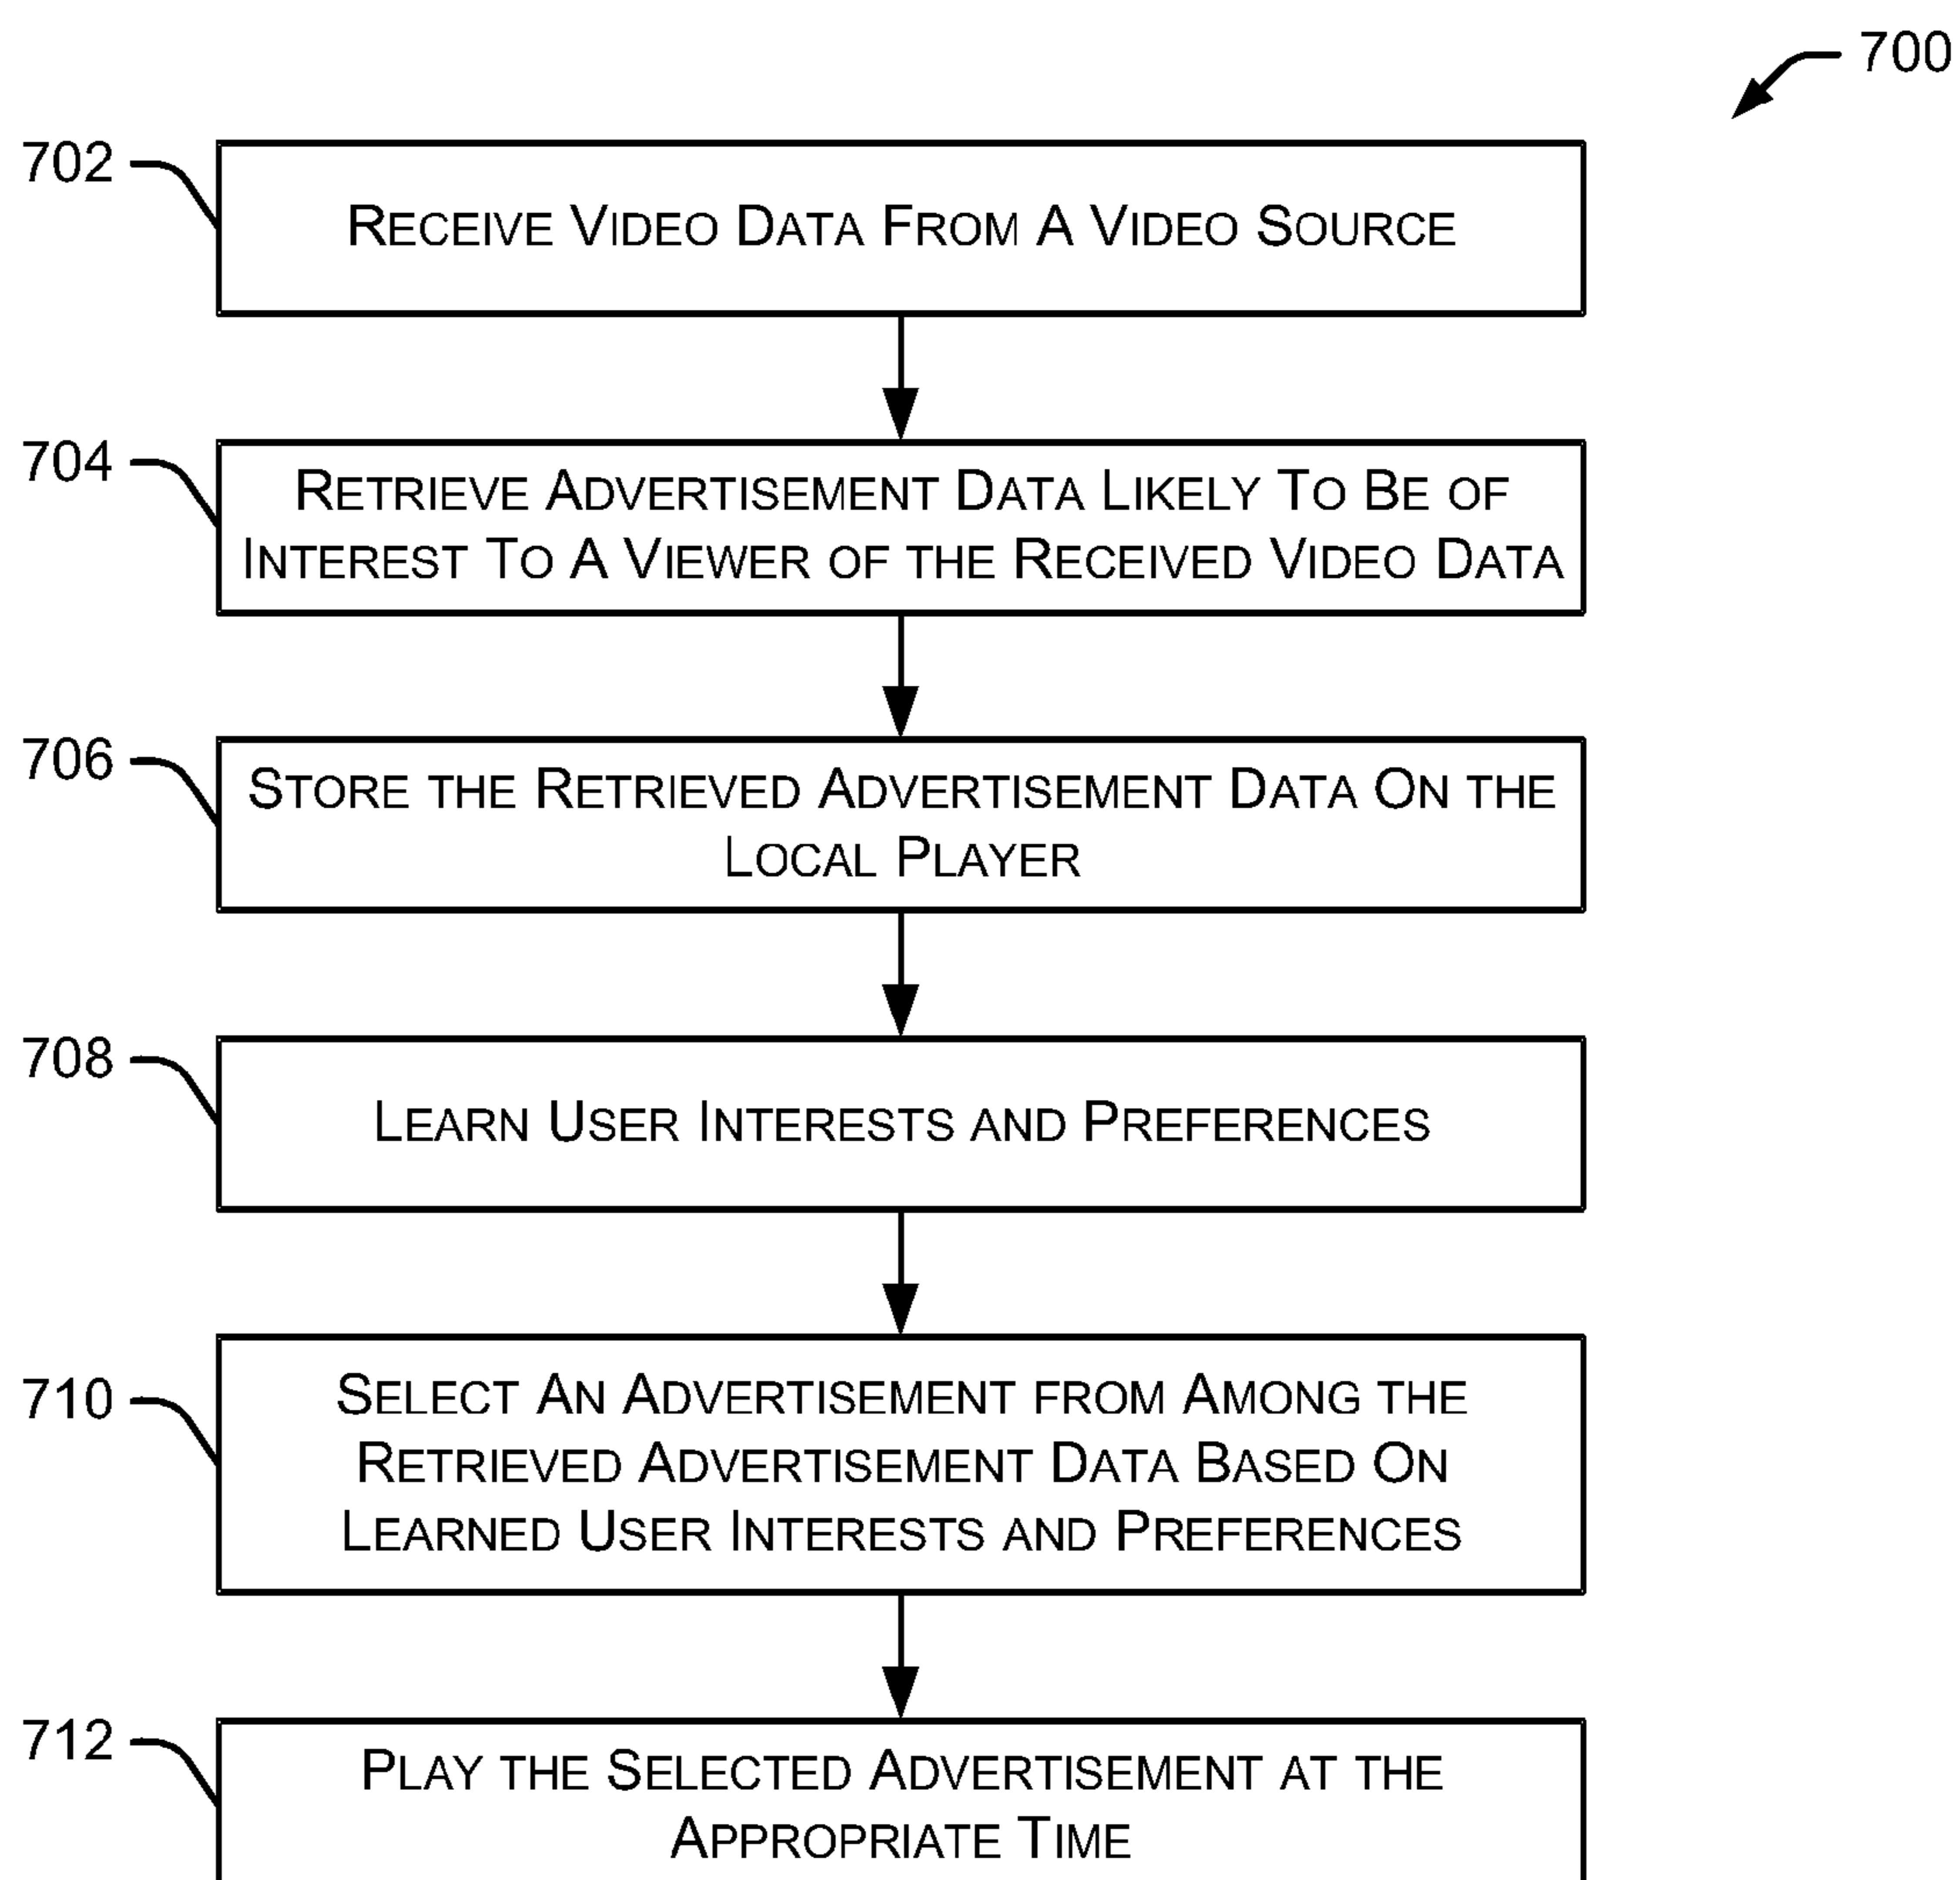 700
702
RECEIVE VIDEO DATA FROM A VIDEO SOURCE
704
RETRIEVE ADVERTISEMENT DATA LIKELY TO BE OF
INTEREST TO A VIEWER OF THE RECEIVED VIDEO DATA
706
STORE THE RETRIEVED ADVERTISEMENT DATA ON THE
LOCAL PLAYER
708
LEARN USER INTERESTS AND PREFERENCES
710
SELECT AN ADVERTISEMENT FROM AMONG THE
RETRIEVED ADVERTISEMENT DATA BASED ON
LEARNED USER INTERESTS AND PREFERENCES
712
PLAY THE SELECTED ADVERTISEMENT AT THE
APPROPRIATE TIME